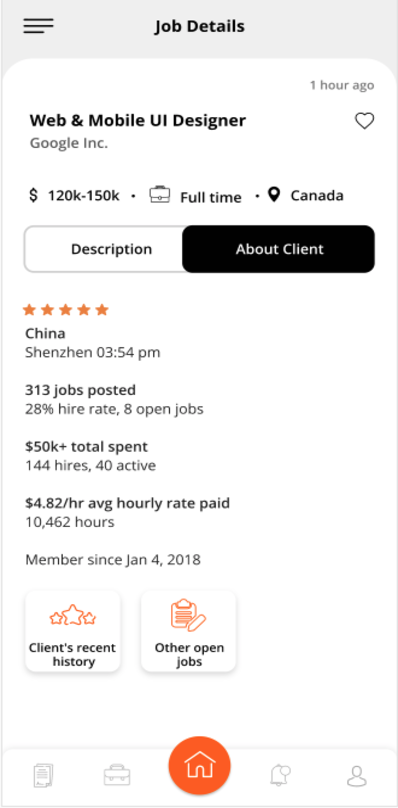 Job Details
1 hour ago
Web & Mobile UI Designer
Google Inc.
$ 120k-150k · Full time · Canada
Description
About Client
China
Shenzhen 03:54 pm
313 jobs posted
28% hire rate, 8 open jobs
$50k+ total spent
144 hires, 40 active
$4.82/hr avg hourly rate paid
10,462 hours
Member since Jan 4, 2018
Client's recent
history
Other open
jobs